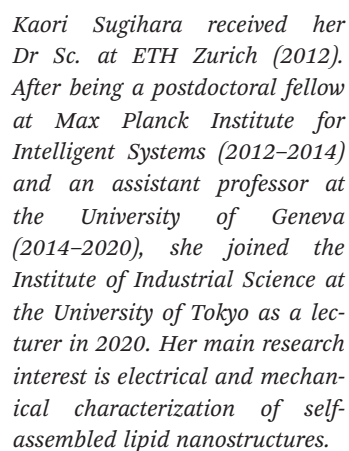 Kaori Sugihara received her
Dr Sc. at ETH Zurich (2012).
After being a postdoctoral fellow
at Max Planck Institute for
Intelligent Systems (2012–2014)
and an assistant professor at
the University of Geneva
(2014–2020), she joined the
Institute of Industrial Science at
the University of Tokyo as a lec-
turer in 2020. Her main research
interest is electrical and mechan-
ical characterization of self-
assembled lipid nanostructures.